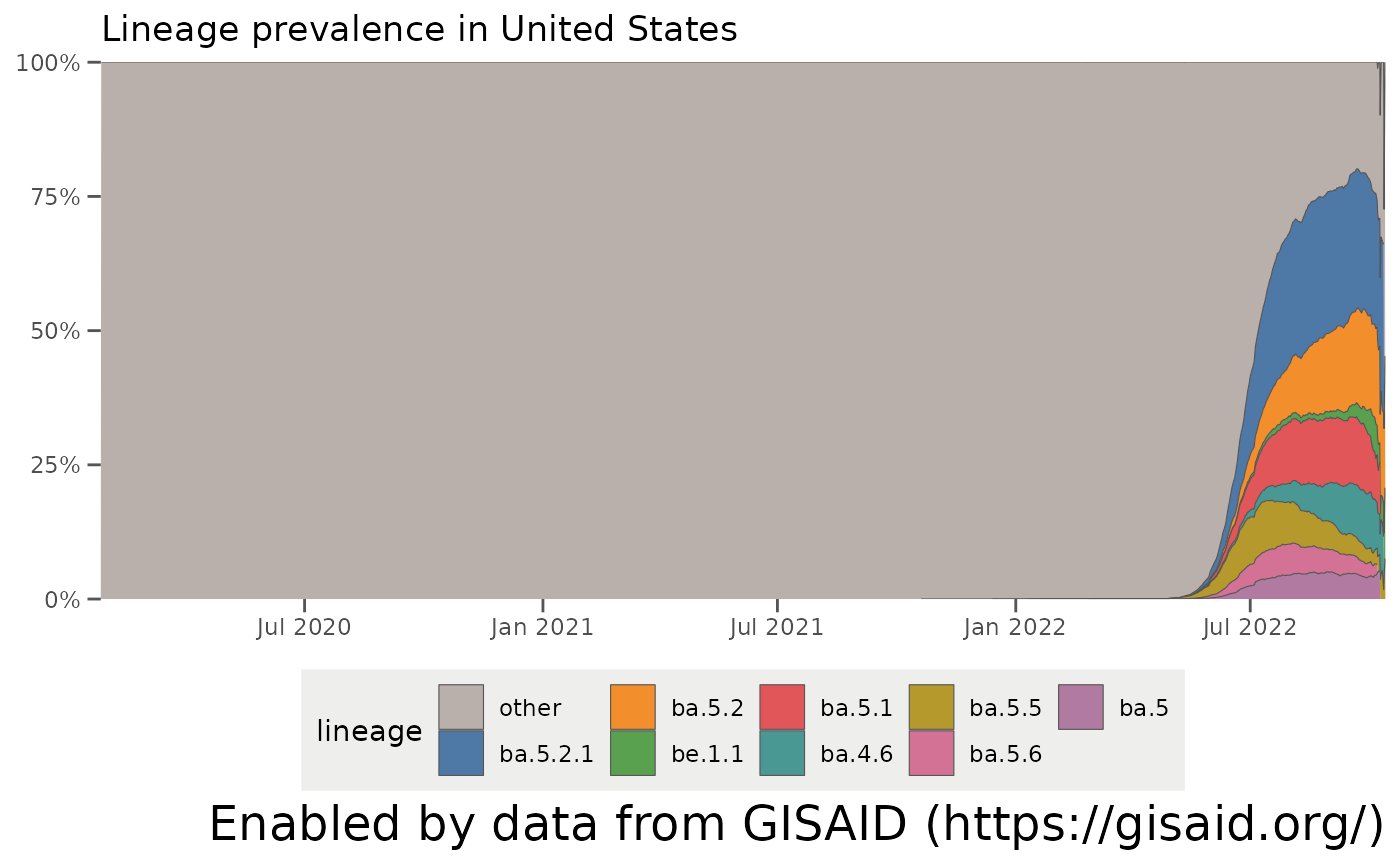 Lineage prevalence in United States
100%
75%
50%
25%
0%
Jul 2020 Jan 2021 Jul 2021 Jan 2022 Jul 2022
lineage
other ba.5.2 ba.5.1 ba.5.5 ba.5
ba.5.2.1 be.1.1 ba.4.6 ba.5.6
Enabled by data from GISAID (https://gisaid.org/)